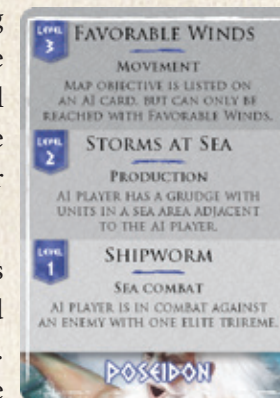 LEVEL
3
FAVORABLE WINDS
MOVEMENT
MAP OBJECTIVE IS LISTED ON
AN AI CARD, BUT CAN ONLY BE
REACHED WITH FAVORABLE WINDS.
LEVEL
2
STORMS AT SEA
PRODUCTION
AI PLAYER HAS A GRUDGE WITH
UNITS IN A SEA AREA ADJACENT
TO THE AI PLAYER.
LEVEL
1
SHIPWORM
SEA COMBAT
AI PLAYER IS IN COMBAT AGAINST
AN ENEMY WITH ONE ELITE TRIREME.
POSEIDON